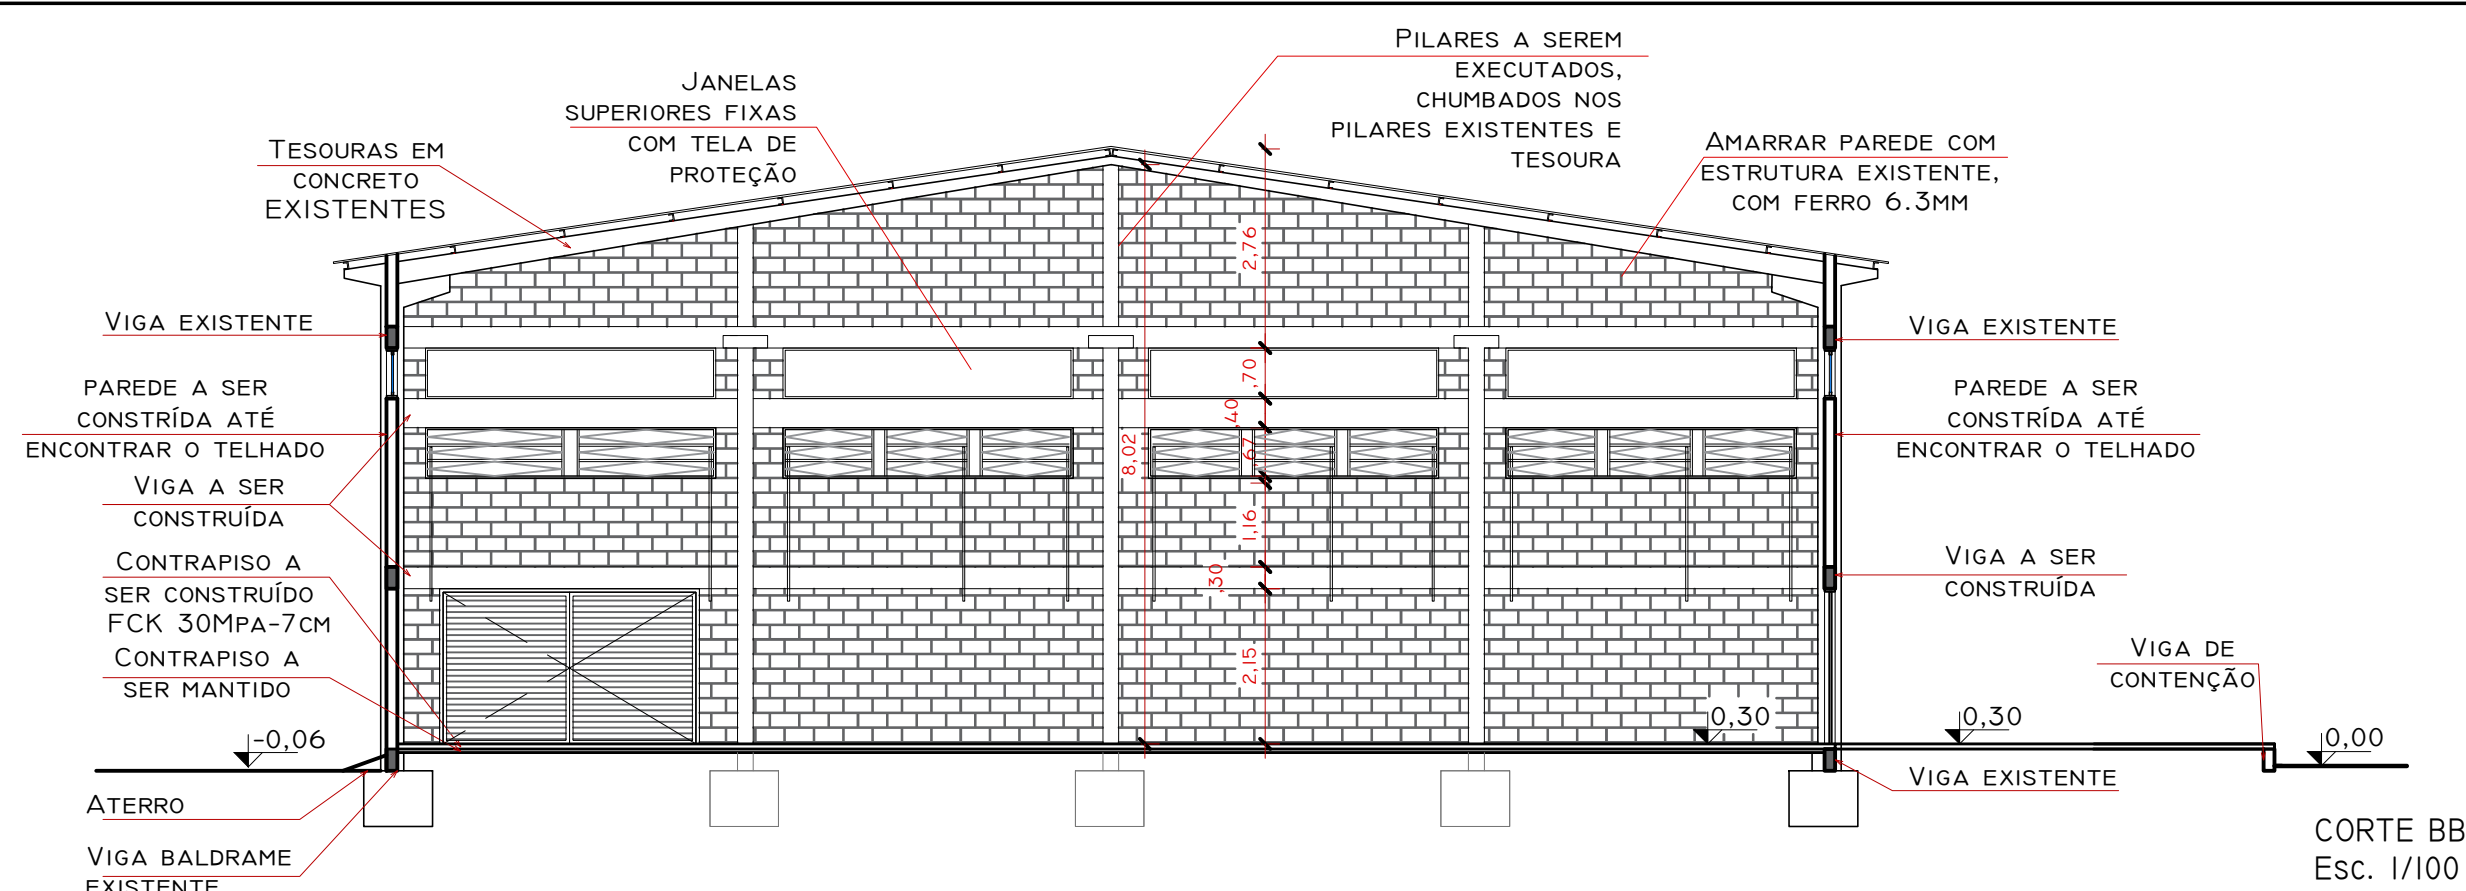 PILARES A SEREM
EXECUTADOS,
CHUMBADOS NOS
PILARES EXISTENTES E
TESOURA
JANELAS
SUPERIORES FIXAS
COM TELA DE
PROTEÇÃO
TESOURAS EM
CONCRETO
EXISTENTES
AMARRAR PAREDE COM
ESTRUTURA EXISTENTE,
COM FERRO 6.3MM
VIGA EXISTENTE
PAREDE A SER
CONSTRÍDA ATÉ
ENCONTRAR O TELHADO
VIGA A SER
CONSTRUÍDA
CONTRAPISO A
SER CONSTRUÍDO
FCK 30MPA-7CM
CONTRAPISO A
SER MANTIDO
-0,06
ATERRO
VIGA BALDRAME
EXISTENTE
2,76
,70
,40
,67
8,02
1,16
,30
2,15
0,30
VIGA EXISTENTE
PAREDE A SER
CONSTRÍDA ATÉ
ENCONTRAR O TELHADO
VIGA A SER
CONSTRUÍDA
VIGA DE
CONTENÇÃO
0,30
0,00
VIGA EXISTENTE
CORTE BB
Esc. 1/100